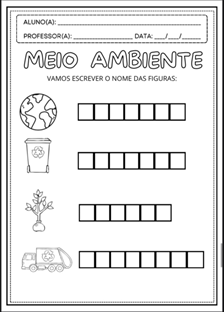 ALUNO(A):
PROFESSOR(A): DATA: __/__/__
MEIO AMBIENTE
VAMOS ESCREVER O NOME DAS FIGURAS: